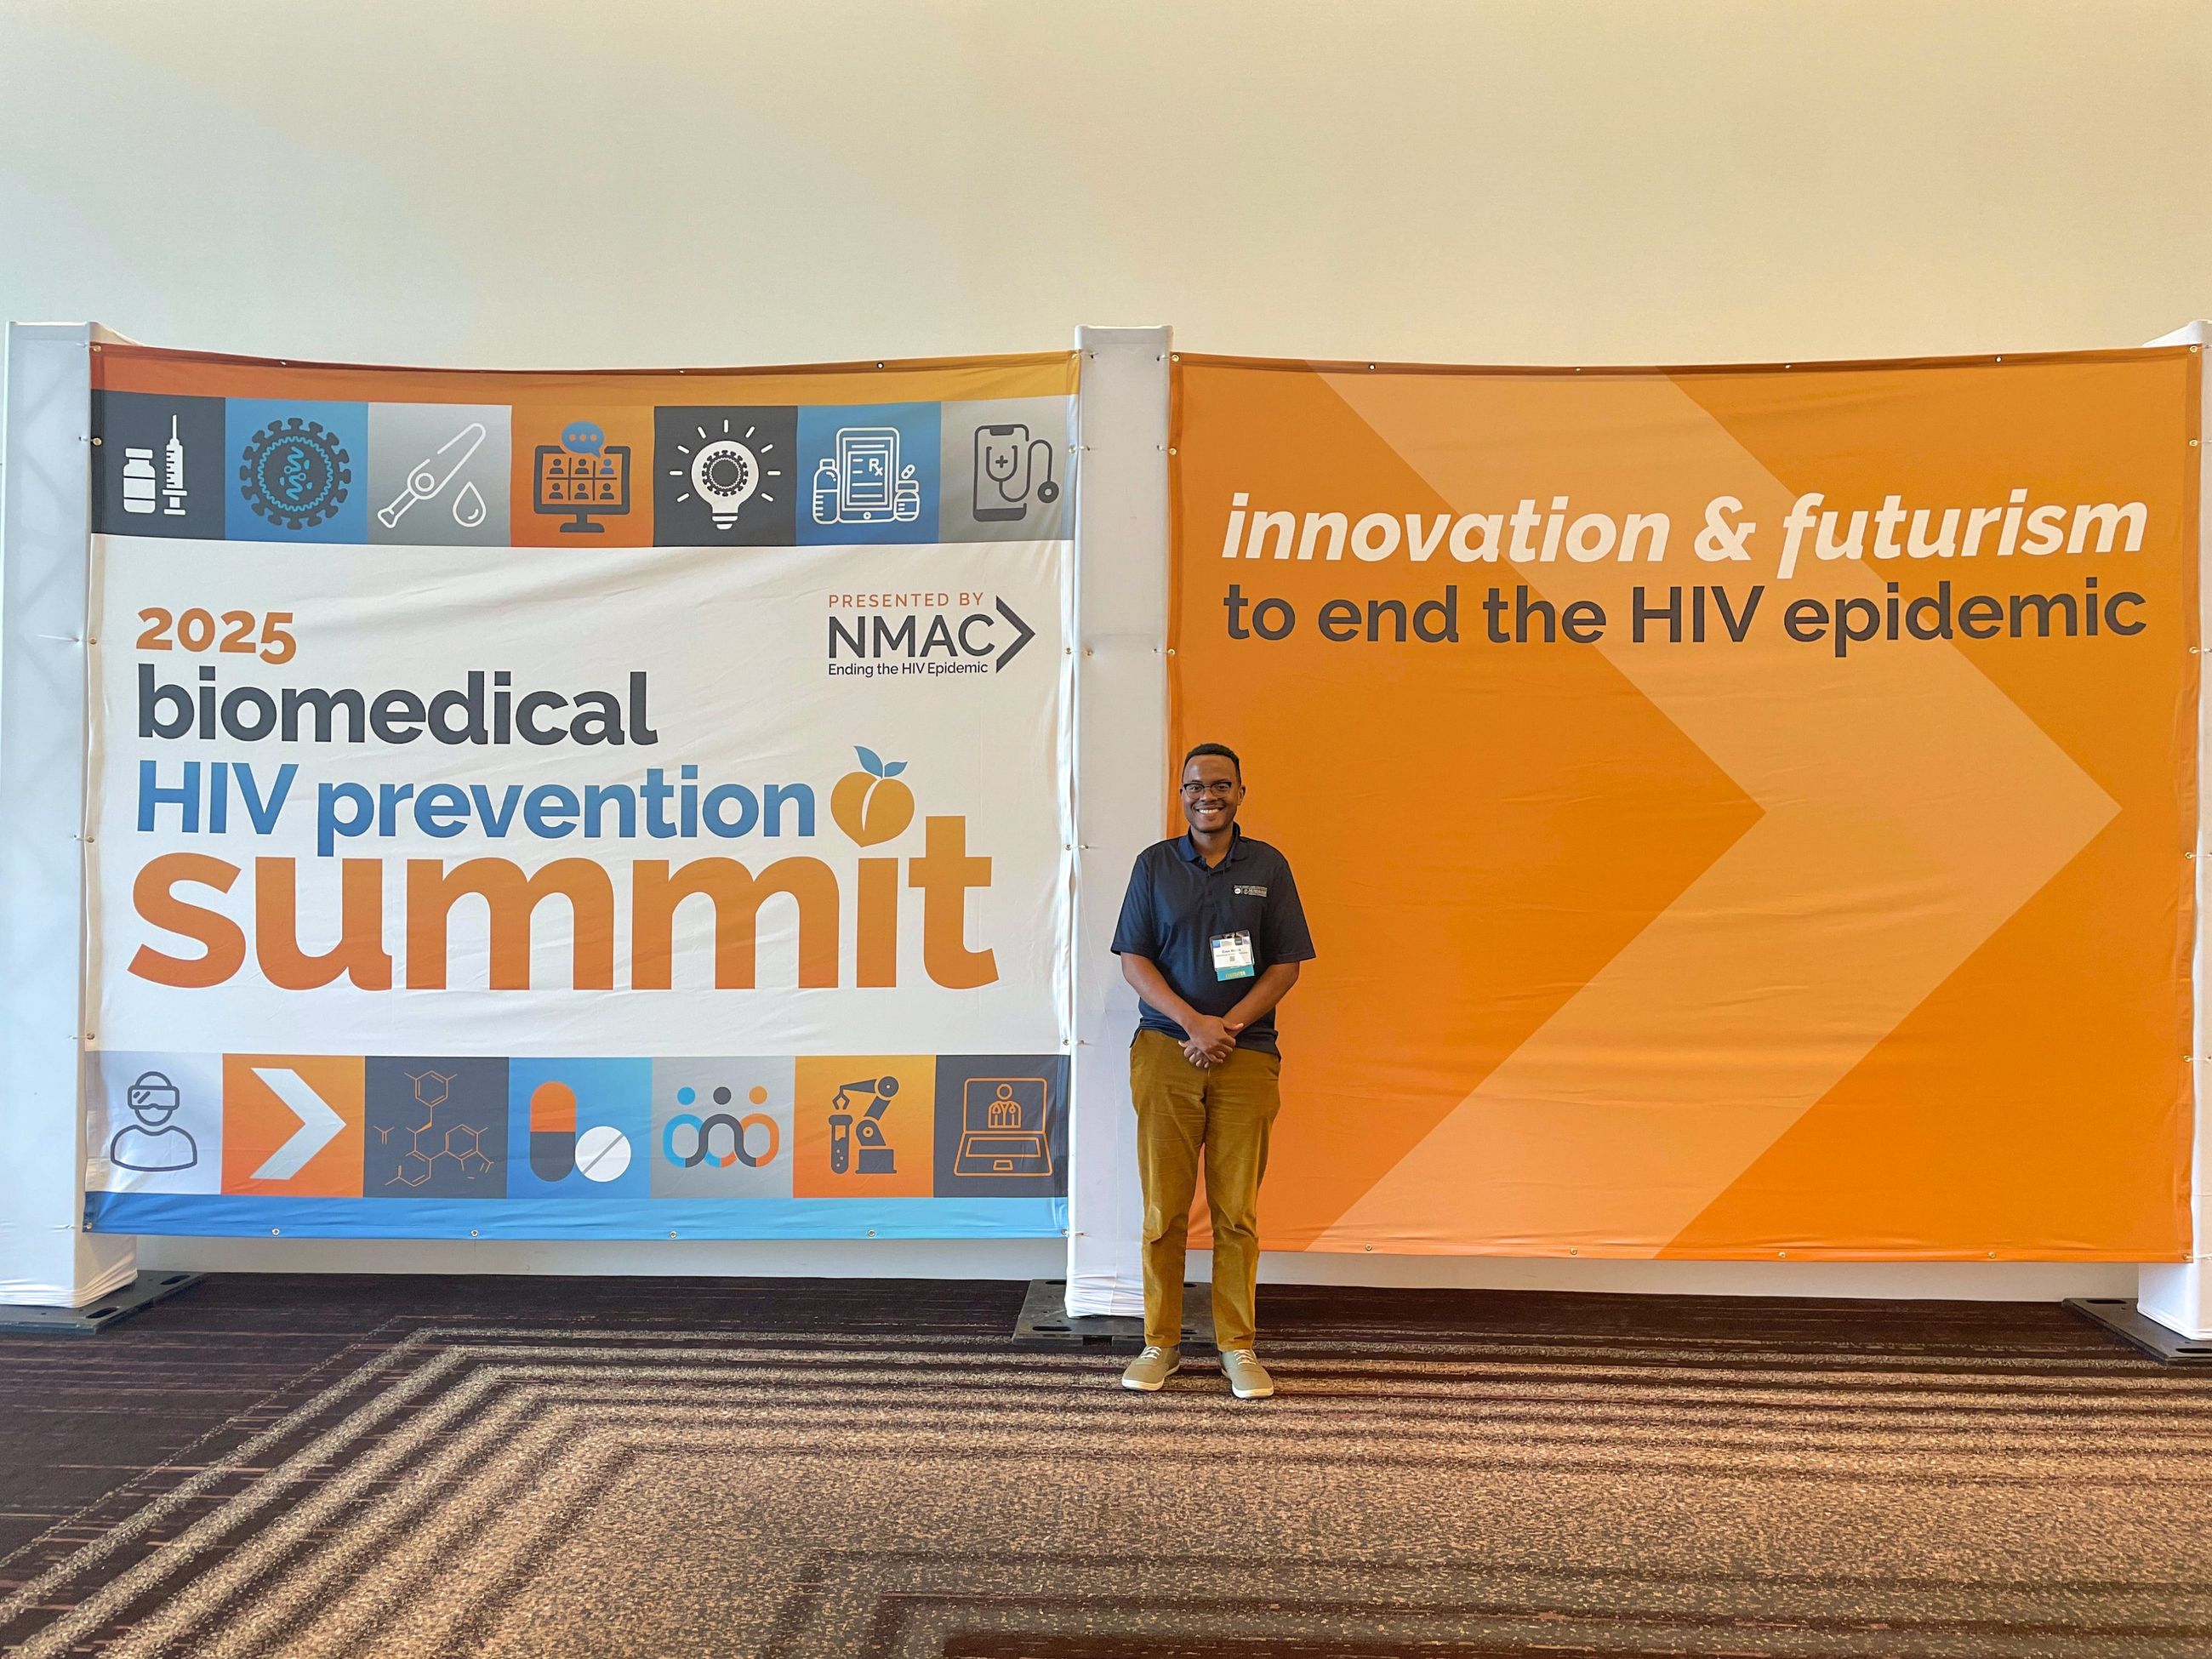 2025
biomedical
HIV prevention
summit
PRESENTED BY
NMAC
Ending the HIV Epidemic
Rx
innovation & futurism
to end the HIV epidemic